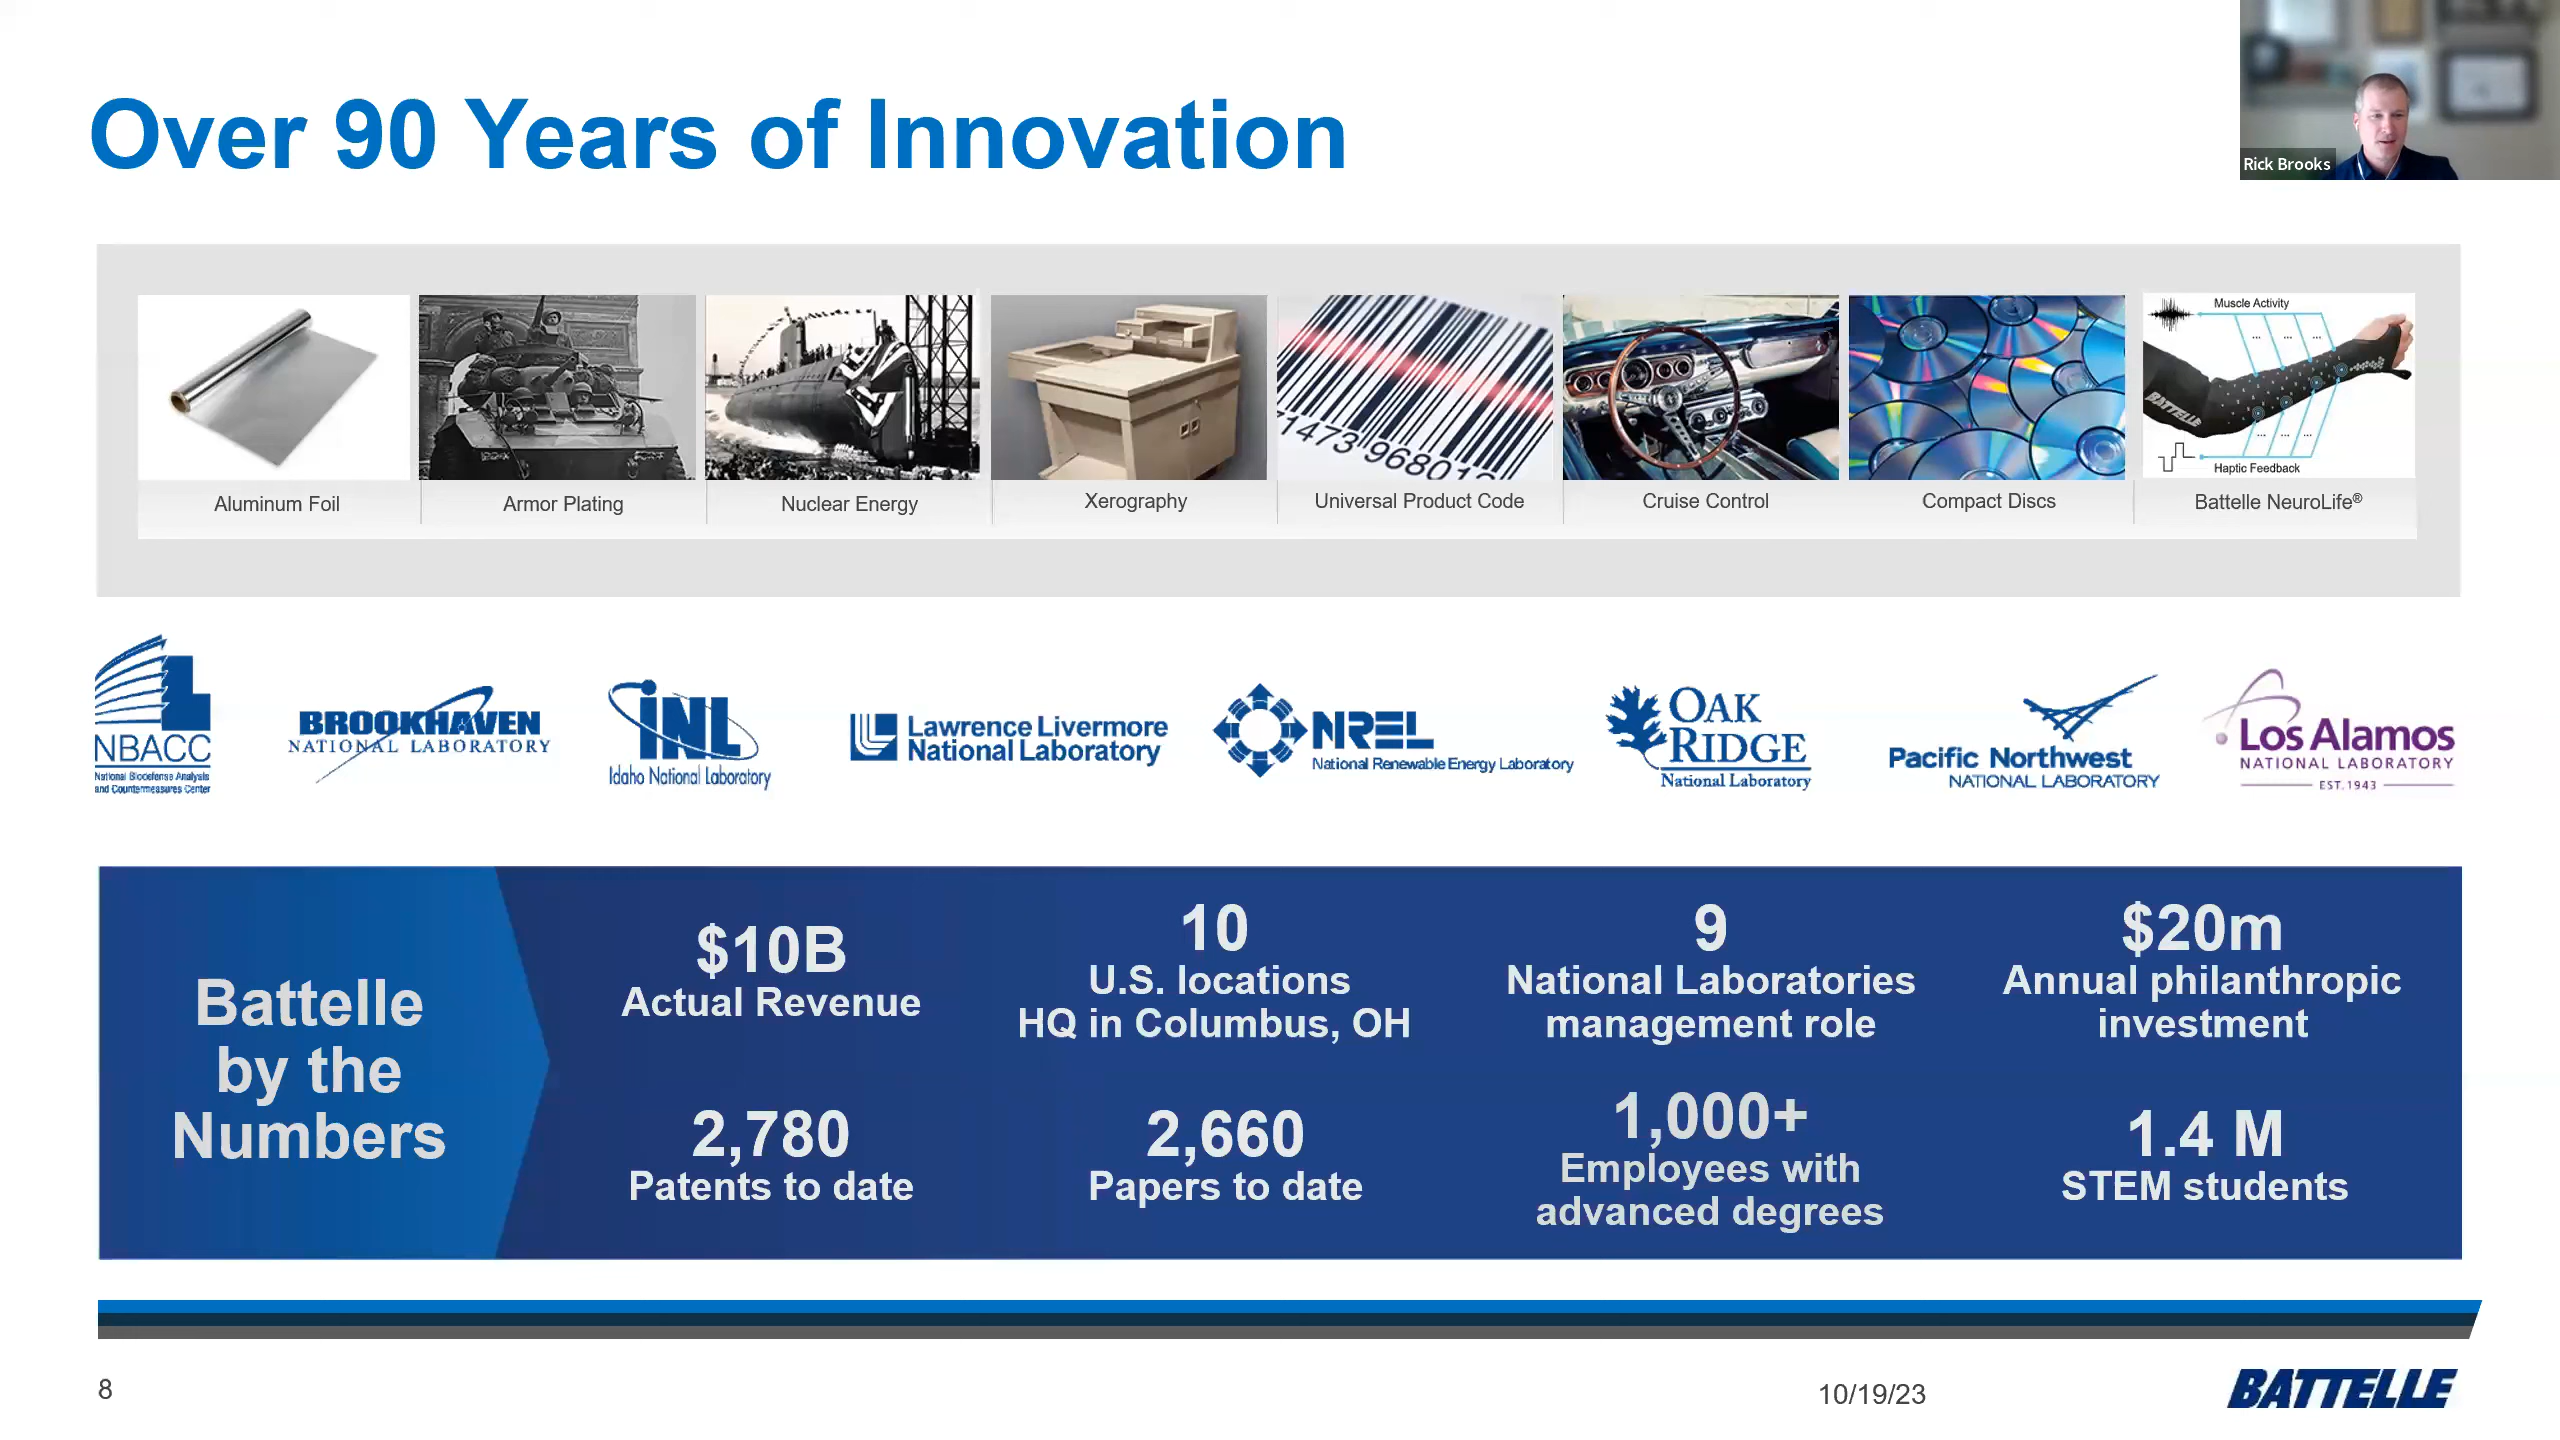 Over 90 Years of Innovation
Rick Brooks
Muscle Activity
BATTELLE
Haptic Feedback
Aluminum Foil
Armor Plating
Nuclear Energy
Xerography
Universal Product Code
Cruise Control
Compact Discs
Battelle NeuroLife®
NBACC
National Biodefense Analysis
and Countermeasures Center
BROOKHAVEN
NATIONAL LABORATORY
INL
Idaho National Laboratory
Lawrence Livermore
National Laboratory
NREL
National Renewable Energy Laboratory
OAK
RIDGE
National Laboratory
Pacific Northwest
NATIONAL LABORATORY
Los Alamos
NATIONAL LABORATORY
EST. 1943
Battelle
by the
Numbers
$10B
Actual Revenue
10
U.S. locations
HQ in Columbus, OH
9
National Laboratories
management role
$20m
Annual philanthropic
investment
2,780
Patents to date
2,660
Papers to date
1,000+
Employees with
advanced degrees
1.4 M
STEM students
8
10/19/23
BATTELLE